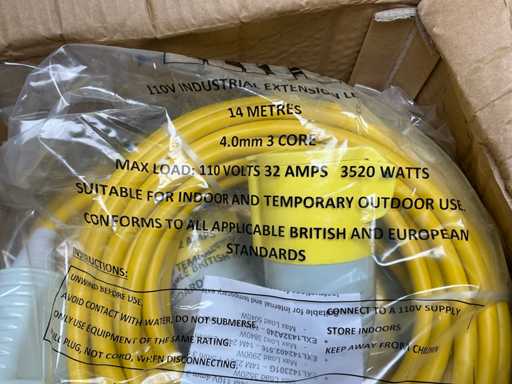 110V INDUSTRIAL EXTENSION
14 METRES
4.0mm 3 CORE
MAX LOAD: 110 VOLTS 32 AMPS 3520 WATTS
SUITABLE FOR INDOOR AND TEMPORARY OUTDOOR USE.
CONFORMS TO ALL APPLICABLE BRITISH AND EUROPEAN
STANDARDS
INSTRUCTIONS:
UNWIND BEFORE USE.
AVOID CONTACT WITH WATER, DO NOT SUBMERSE.
ONLY USE EQUIPMENT OF THE SAME RATING.
PLUG, NOT CORD, WHEN DISCONNECTING.
CONNECT TO A 110V SUPPLY
STORE INDOORS
KEEP AWAY FROM CHILDREN